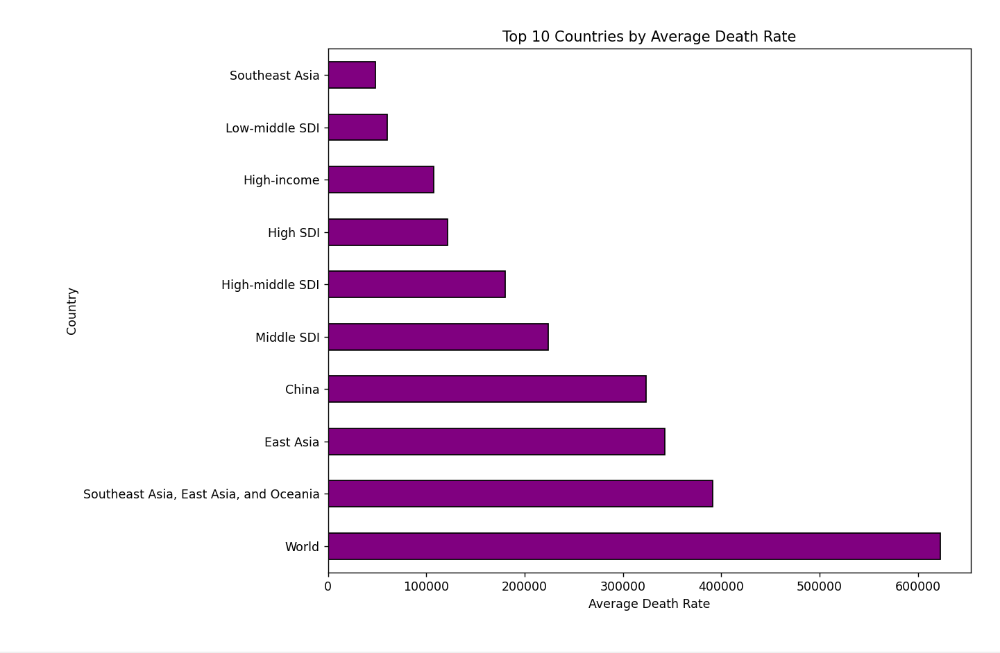 Top 10 Countries by Average Death Rate
Southeast Asia
Low-middle SDI
High-income
High SDI
High-middle SDI
Middle SDI
China
East Asia
Southeast Asia, East Asia, and Oceania
World
Country
0 100000 200000 300000 400000 500000 600000
Average Death Rate